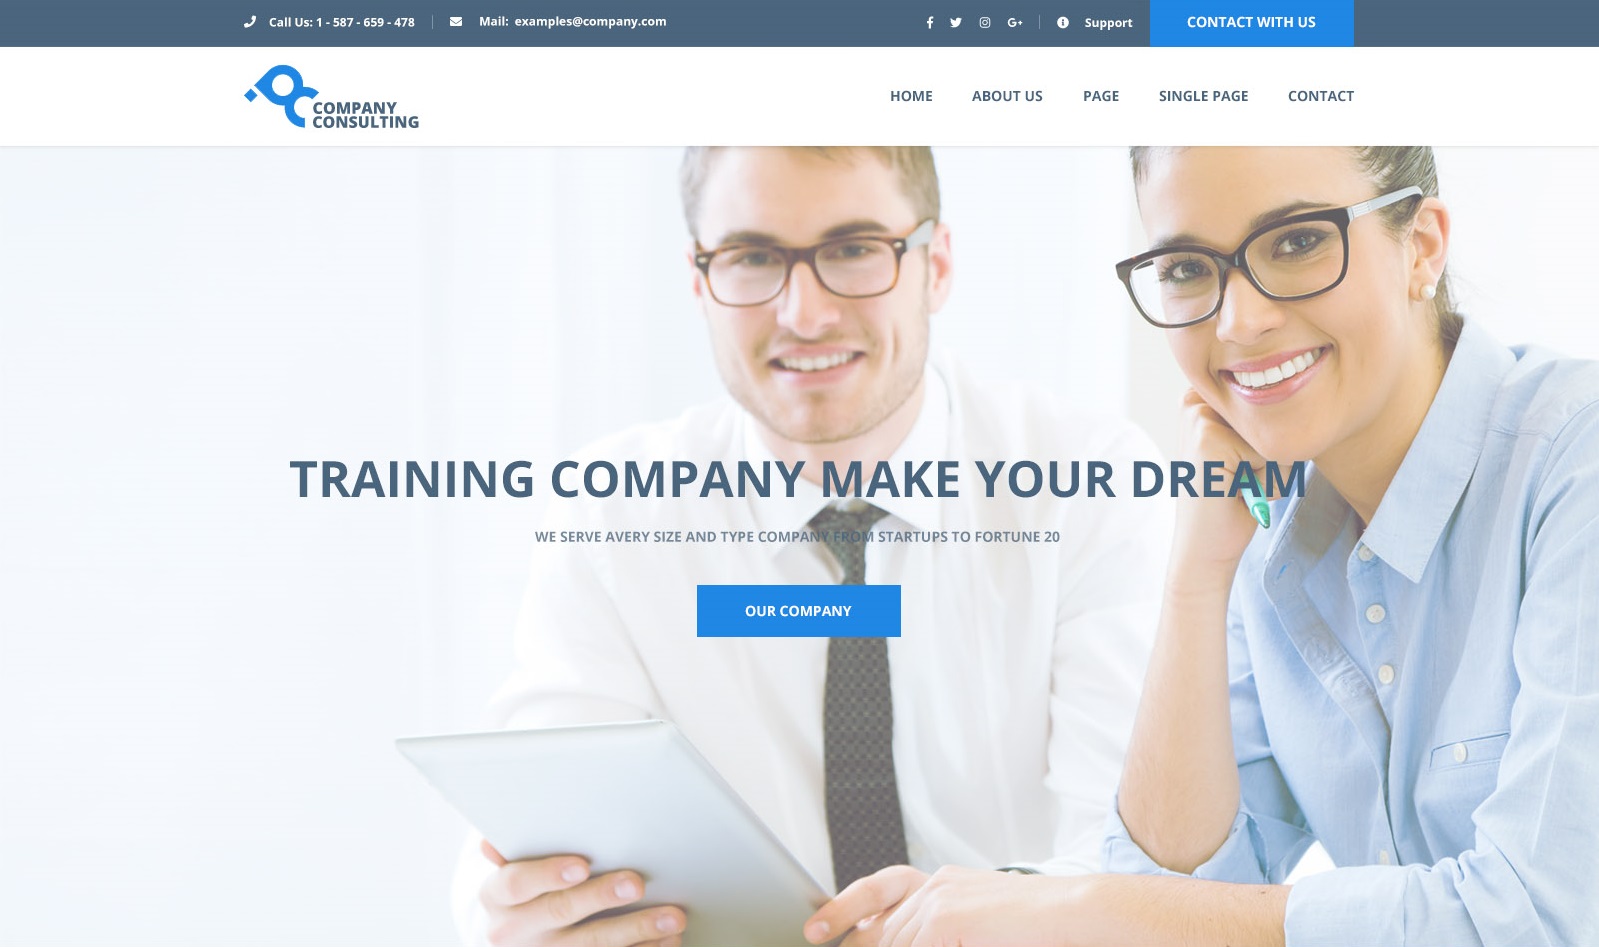 Call Us: 1 - 587 - 659 - 478
Mail: examples@company.com
Support
CONTACT WITH US
COMPANY
CONSULTING
HOME
ABOUT US
PAGE
SINGLE PAGE
CONTACT
TRAINING COMPANY MAKE YOUR DREAM
WE SERVE AVERY SIZE AND TYPE COMPANY FROM STARTUPS TO FORTUNE 20
OUR COMPANY